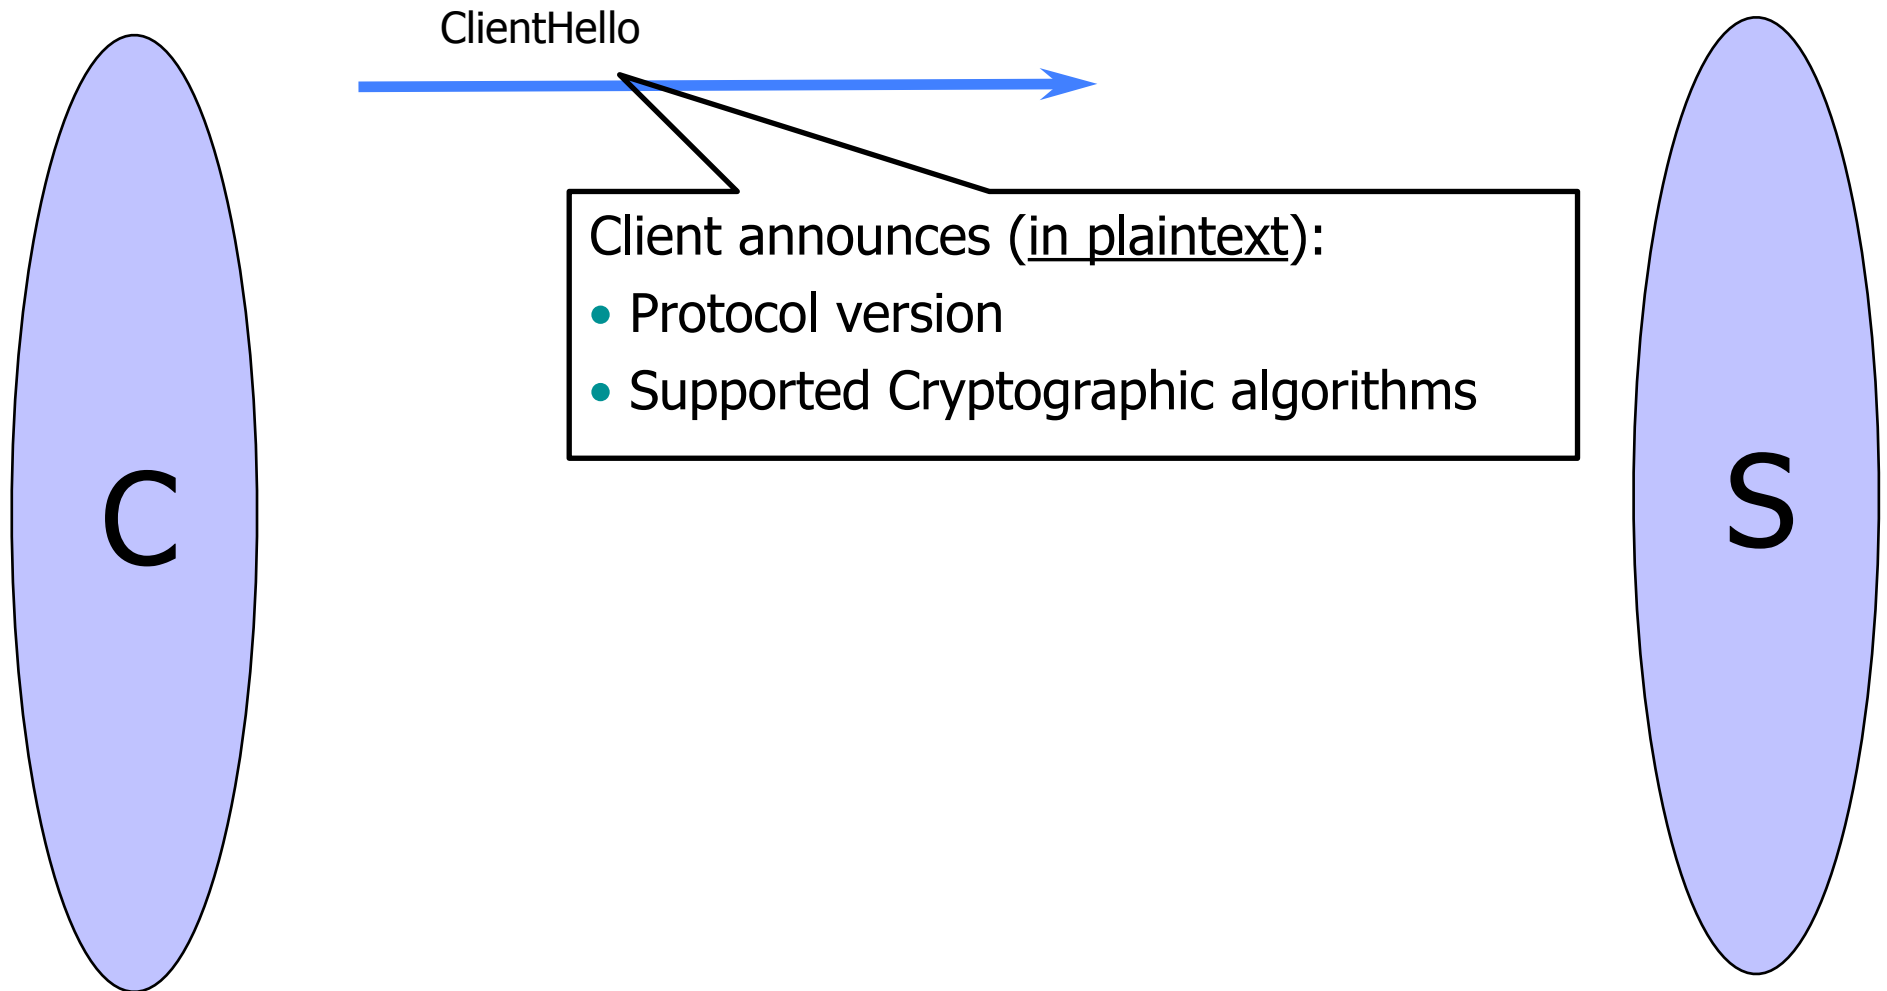 ClientHello
Client announces (in plaintext):
• Protocol version
• Supported Cryptographic algorithms
C
S